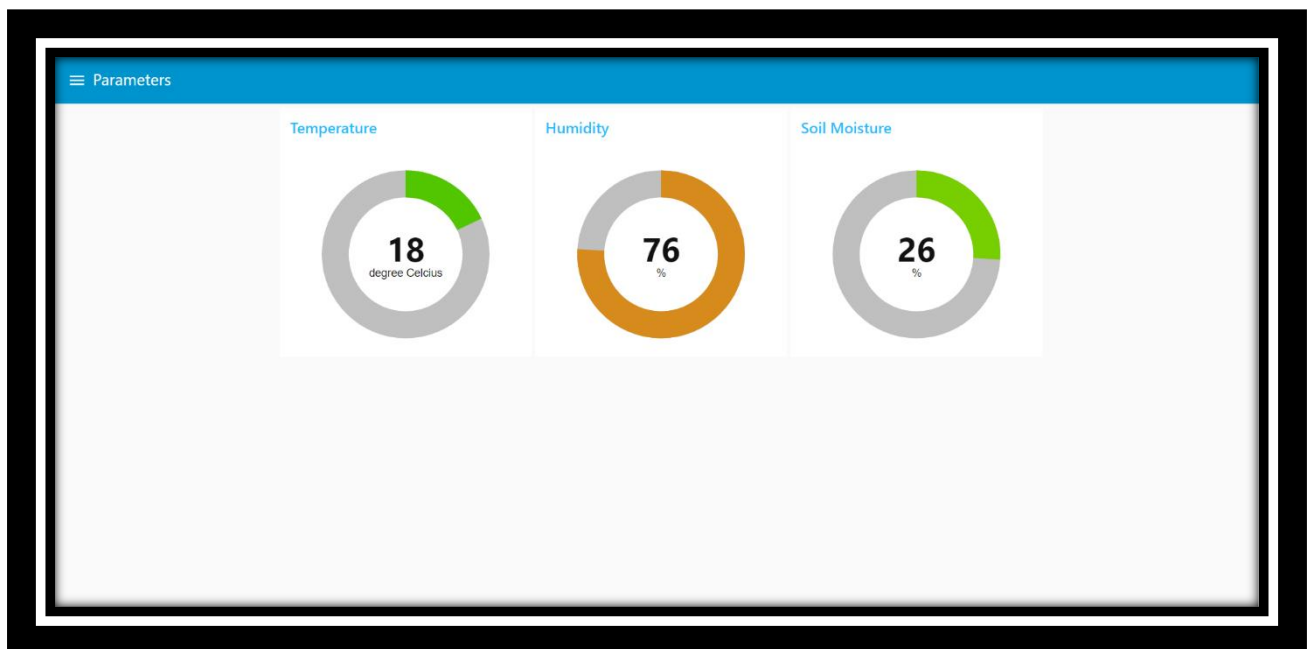 Parameters
Temperature
18
degree Celcius
Humidity
76
%
Soil Moisture
26
%